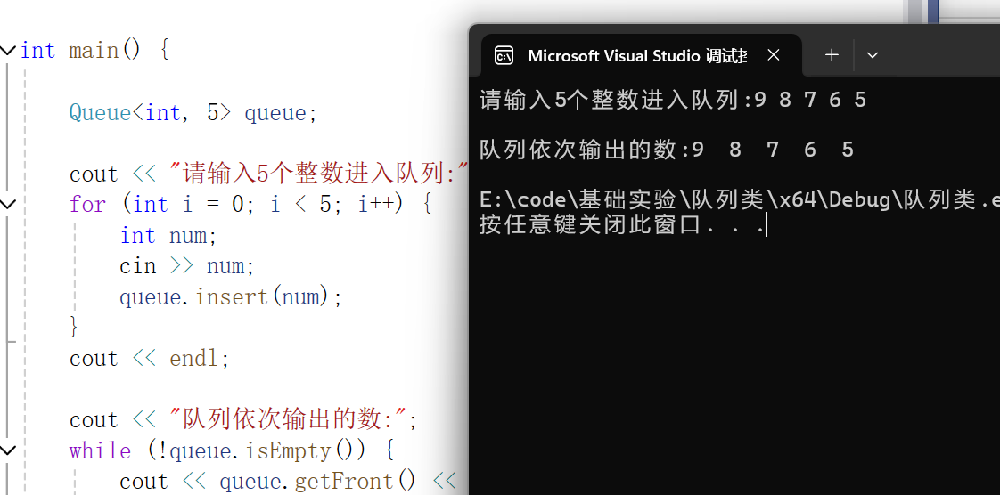 int main() {
Queue<int, 5> queue;
cout << "请输入5个整数进入队列:"
for (int i = 0; i < 5; i++) {
int num;
cin >> num;
queue.insert(num);
}
cout << endl;
cout << "队列依次输出的数:";
while (!queue.isEmpty()) {
cout << queue.getFront() <<
Microsoft Visual Studio 调试
请输入5个整数进入队列:9 8 7 6 5
队列依次输出的数:9 8 7 6 5
E:\code\基础实验\队列类\x64\Debug\队列类.e
按任意键关闭此窗口. . .